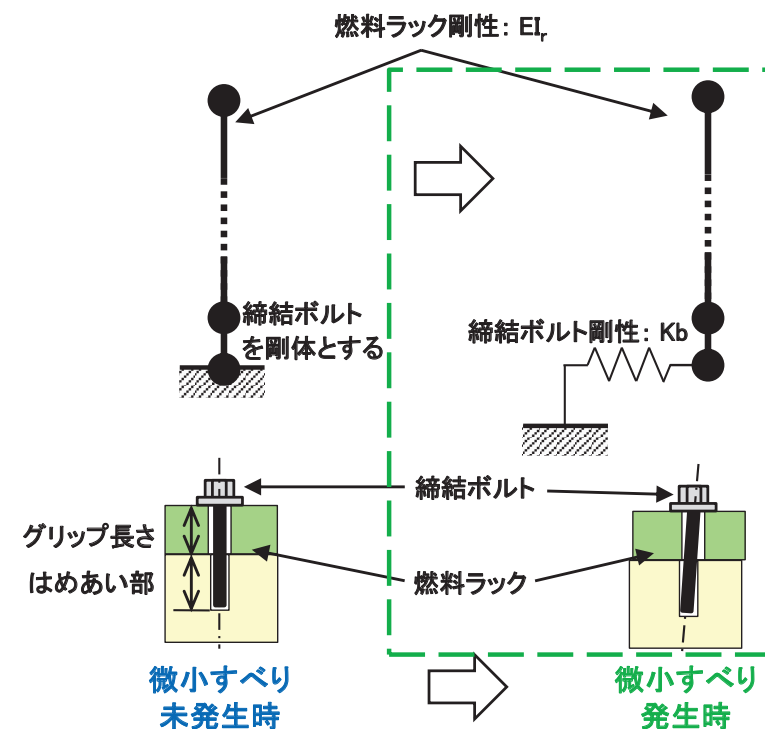 燃料ラック剛性： EIr
締結ボルト
を剛体とする
締結ボルト剛性： Kb
締結ボルト
グリップ長さ
はめあい部
燃料ラック
微小すべり
未発生時
微小すべり
発生時